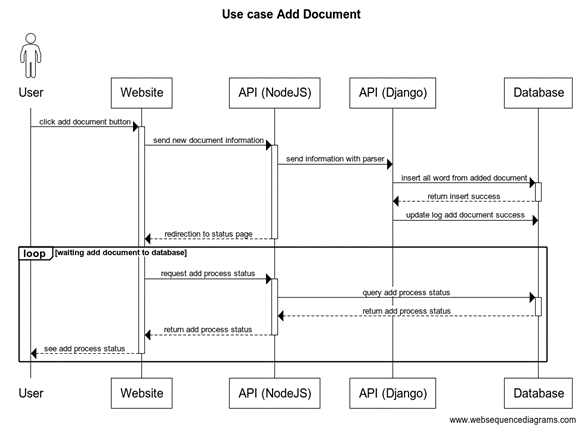 Use case Add Document
User
Website
API (NodeJS)
API (Django)
Database
click add document button
send new document information
send information with parser
insert all word from added document
return insert success
update log add document success
redirection to status page
loop
[waiting add document to database]
request add process status
query add process status
return add process status
return add process status
see add process status
User
Website
API (NodeJS)
API (Django)
Database
www.websequencediagrams.com